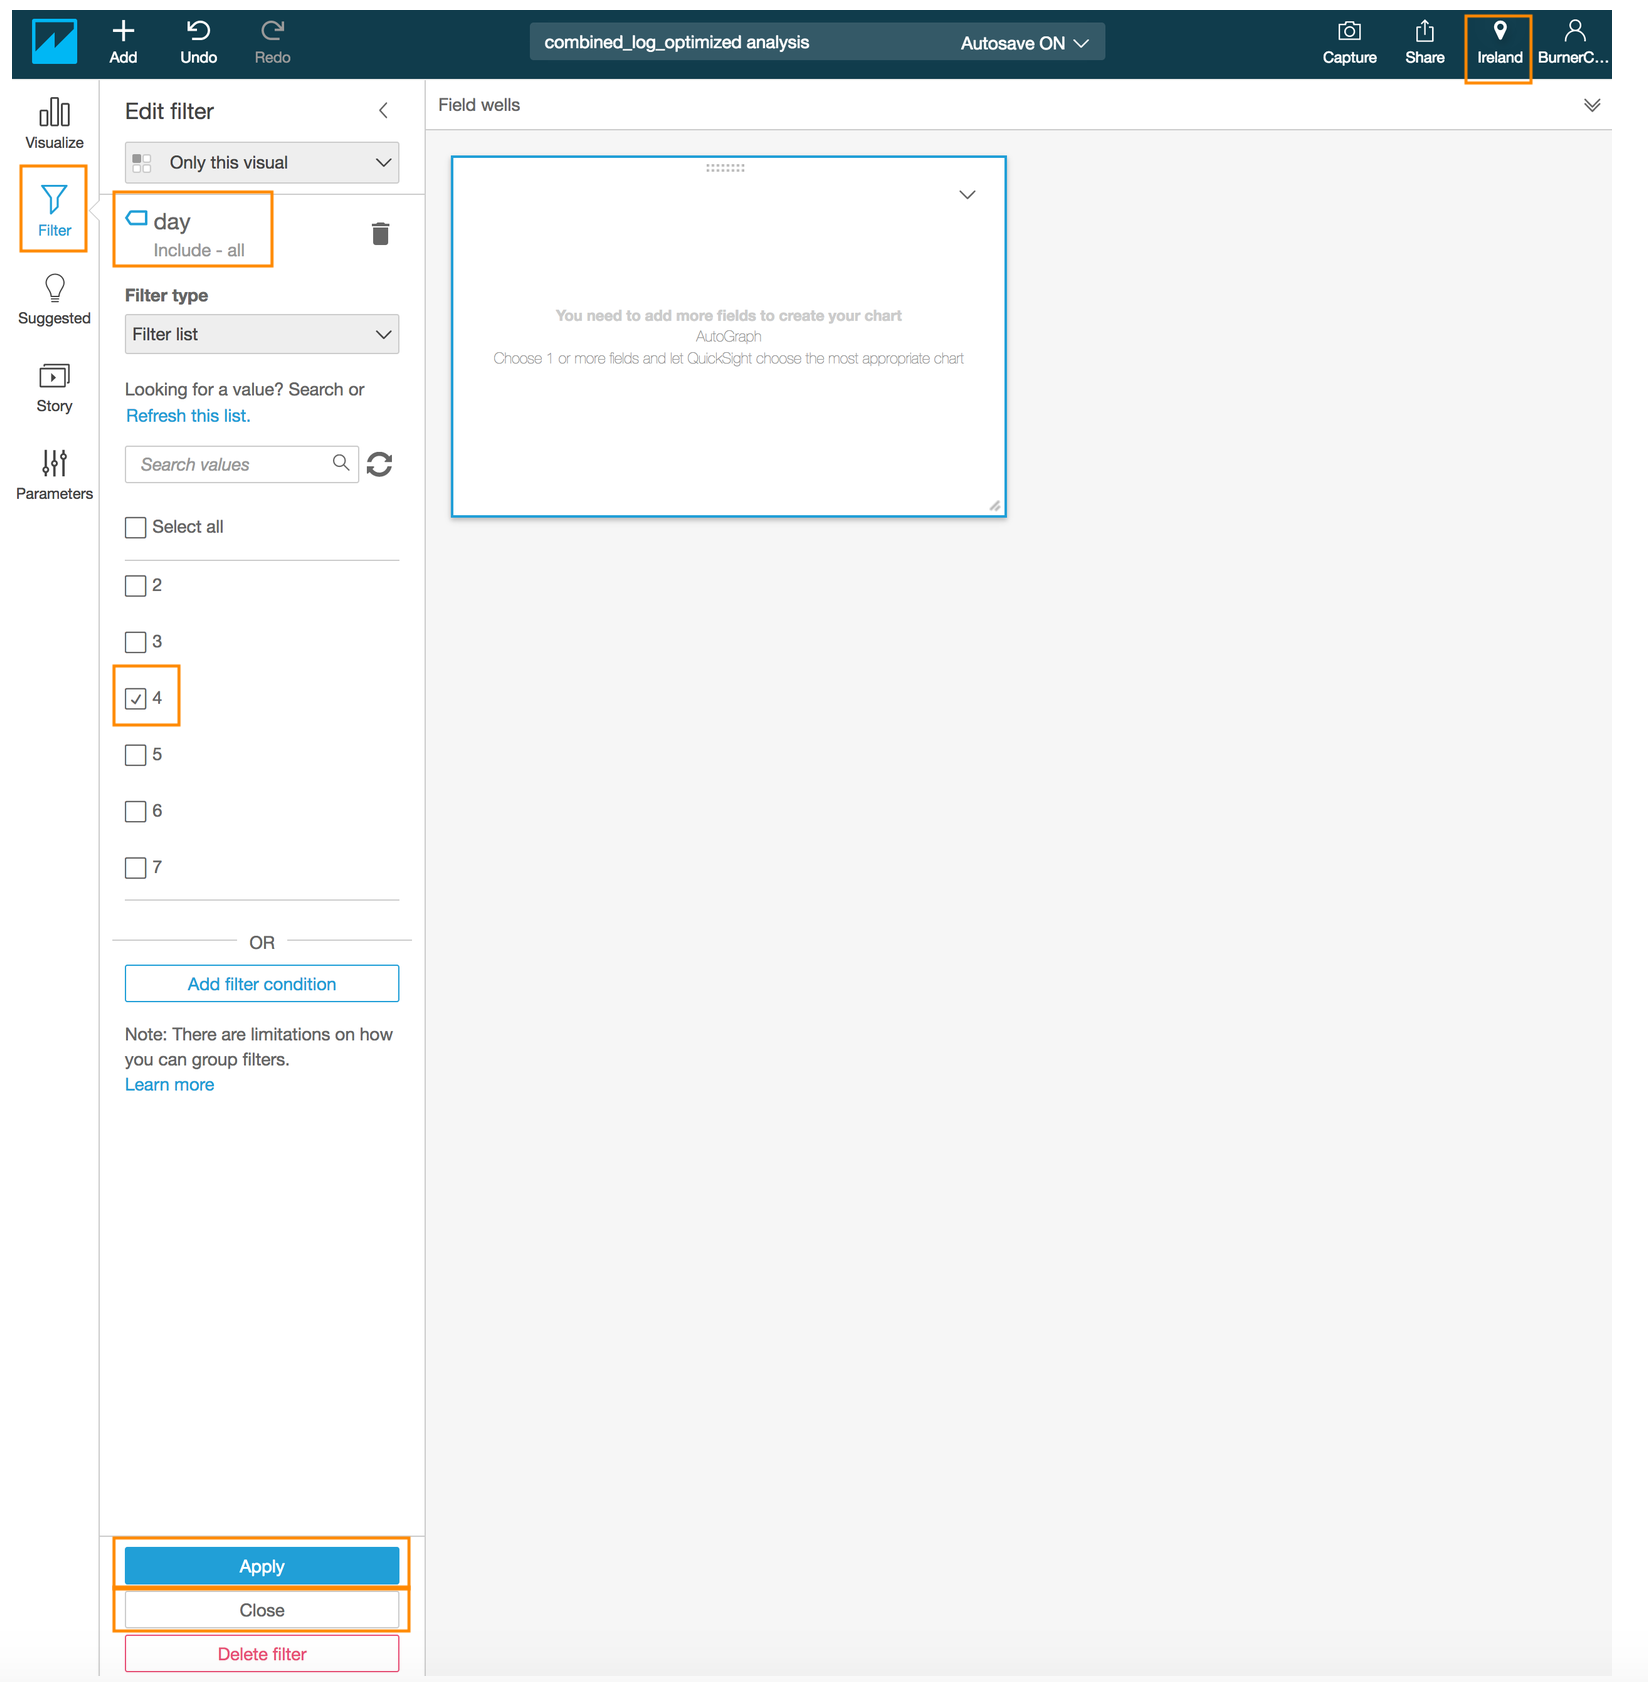 Add
Undo
Redo
combined_log_optimized analysis
Autosave ON
Capture
Share
Ireland
BurnerC...
Visualize
Filter
Suggested
Story
Parameters
Edit filter
Only this visual
day
Include - all
Filter type
Filter list
Looking for a value? Search or
Refresh this list.
Search values
Select all
2
3
4
5
6
7
OR
Add filter condition
Note: There are limitations on how
you can group filters.
Learn more
Apply
Close
Delete filter
Field wells
You need to add more fields to create your chart
AutoGraph
Choose 1 or more fields and let QuickSight choose the most appropriate chart